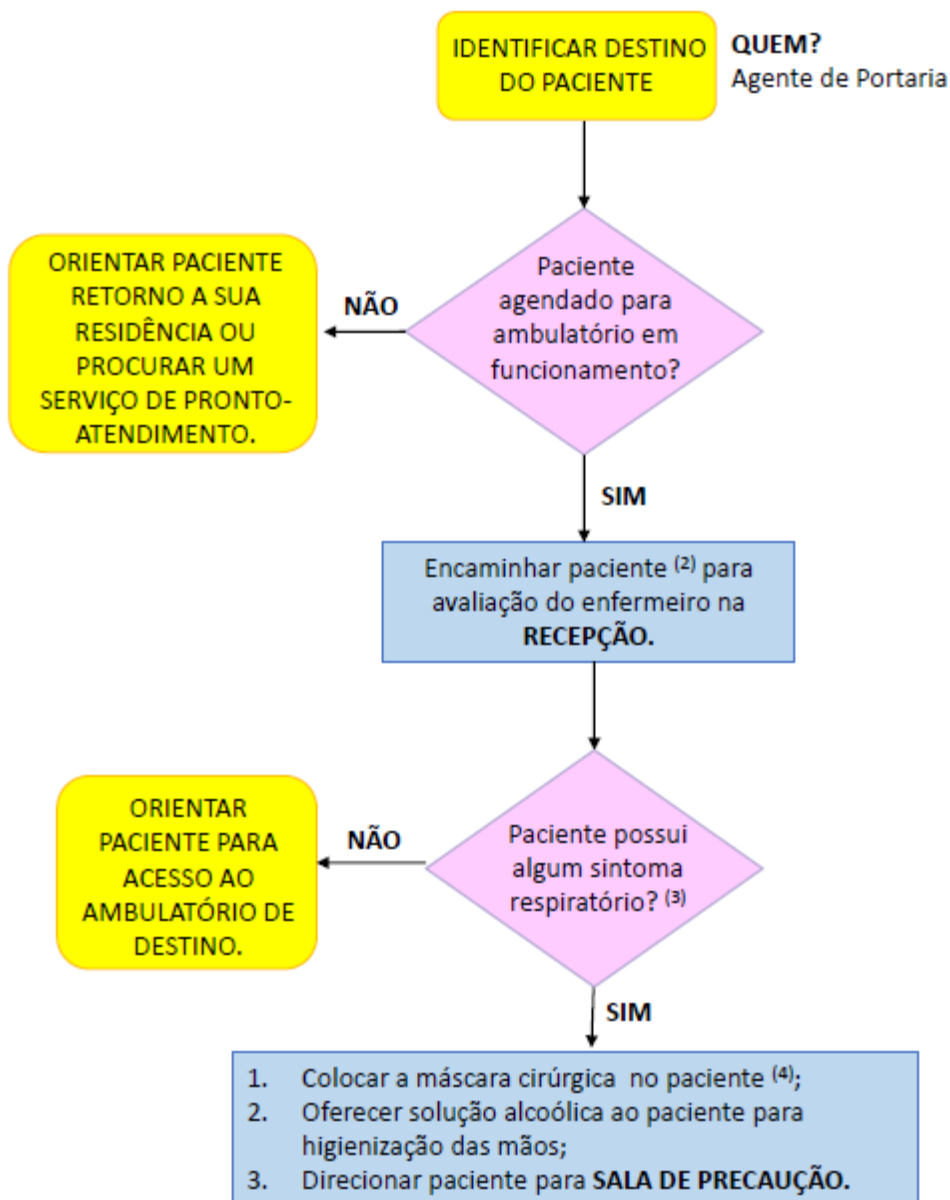 IDENTIFICAR DESTINO
DO PACIENTE
QUEM?
Agente de Portaria
Paciente
agendado para
ambulatório em
funcionamento?
NÃO
ORIENTAR PACIENTE
RETORNO A SUA
RESIDÊNCIA OU
PROCURAR UM
SERVIÇO DE PRONTO-
ATENDIMENTO.
SIM
Encaminhar paciente (2) para
avaliação do enfermeiro na
RECEPÇÃO.
Paciente possui
algum sintoma
respiratório? (3)
NÃO
ORIENTAR
PACIENTE PARA
ACESSO AO
AMBULATÓRIO DE
DESTINO.
SIM
1. Colocar a máscara cirúrgica no paciente (4);
2. Oferecer solução alcoólica ao paciente para
higienização das mãos;
3. Direcionar paciente para SALA DE PRECAUÇÃO.